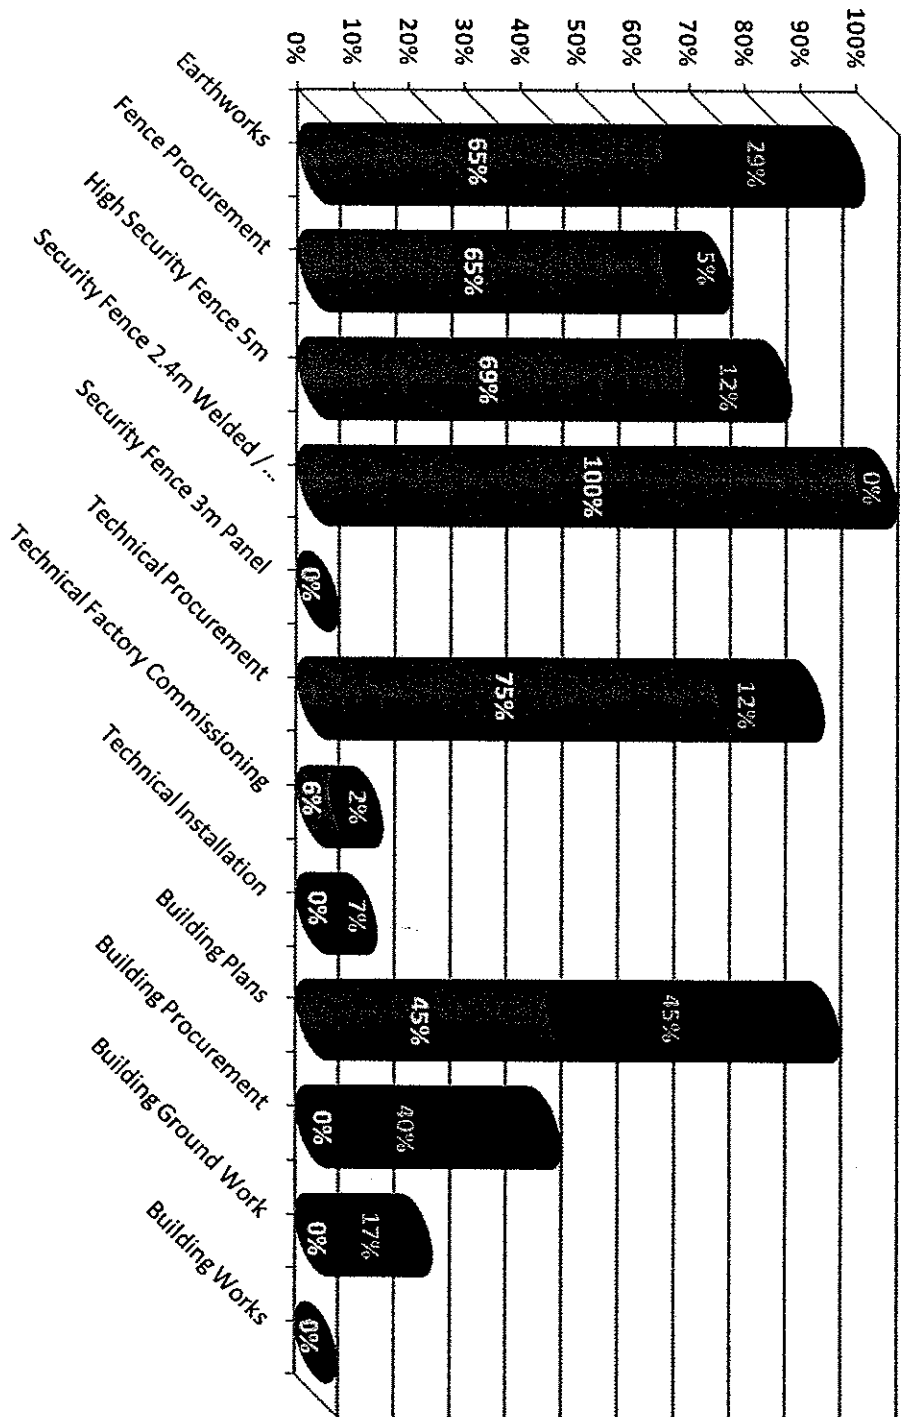 100%
90%
80%
70%
60%
50%
40%
30%
20%
10%
0%
29%
65%
5%
65%
12%
69%
0%
100%
0%
12%
75%
2%
6%
7%
0%
45%
45%
40%
0%
17%
0%
0%
Earthworks
Fence Procurement
High Security Fence 5m
Security Fence 2.4m Welded /...
Security Fence 3m Panel
Technical Procurement
Technical Factory Commissioning
Technical Installation
Building Plans
Building Procurement
Building Ground Work
Building Works